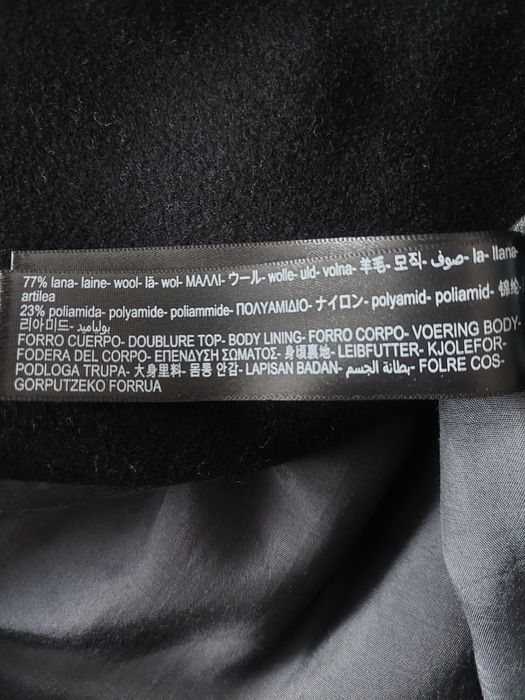 77% lana- laine- wool- lã- wol- ΜΑΛΛΙ- ウール- wolle- uld- volna- 羊毛- 모직- صوف- la- llana-
artilea
23% poliamida- polyamide- poliammide- ΠΟΛΥΑΜΙΔΙΟ- ナイロン- polyamid- poliamid- 锦纶-
리아미드- بولياميد
FORRO CUERPO- DOUBLURE TOP- BODY LINING- FORRO CORPO- VOERING BODY-
FODERA DEL CORPO- ΕΠΕΝΔΥΣΗ ΣΩΜΑΤΟΣ- 身頃裏地- LEIBFUTTER- KJOLEFOR-
PODLOGA TRUPA- 大身里料- 몸통 안감- LAPISAN BADAN- بطانة الجسم- FOLRE COS-
GORPUTZEKO FORRUA